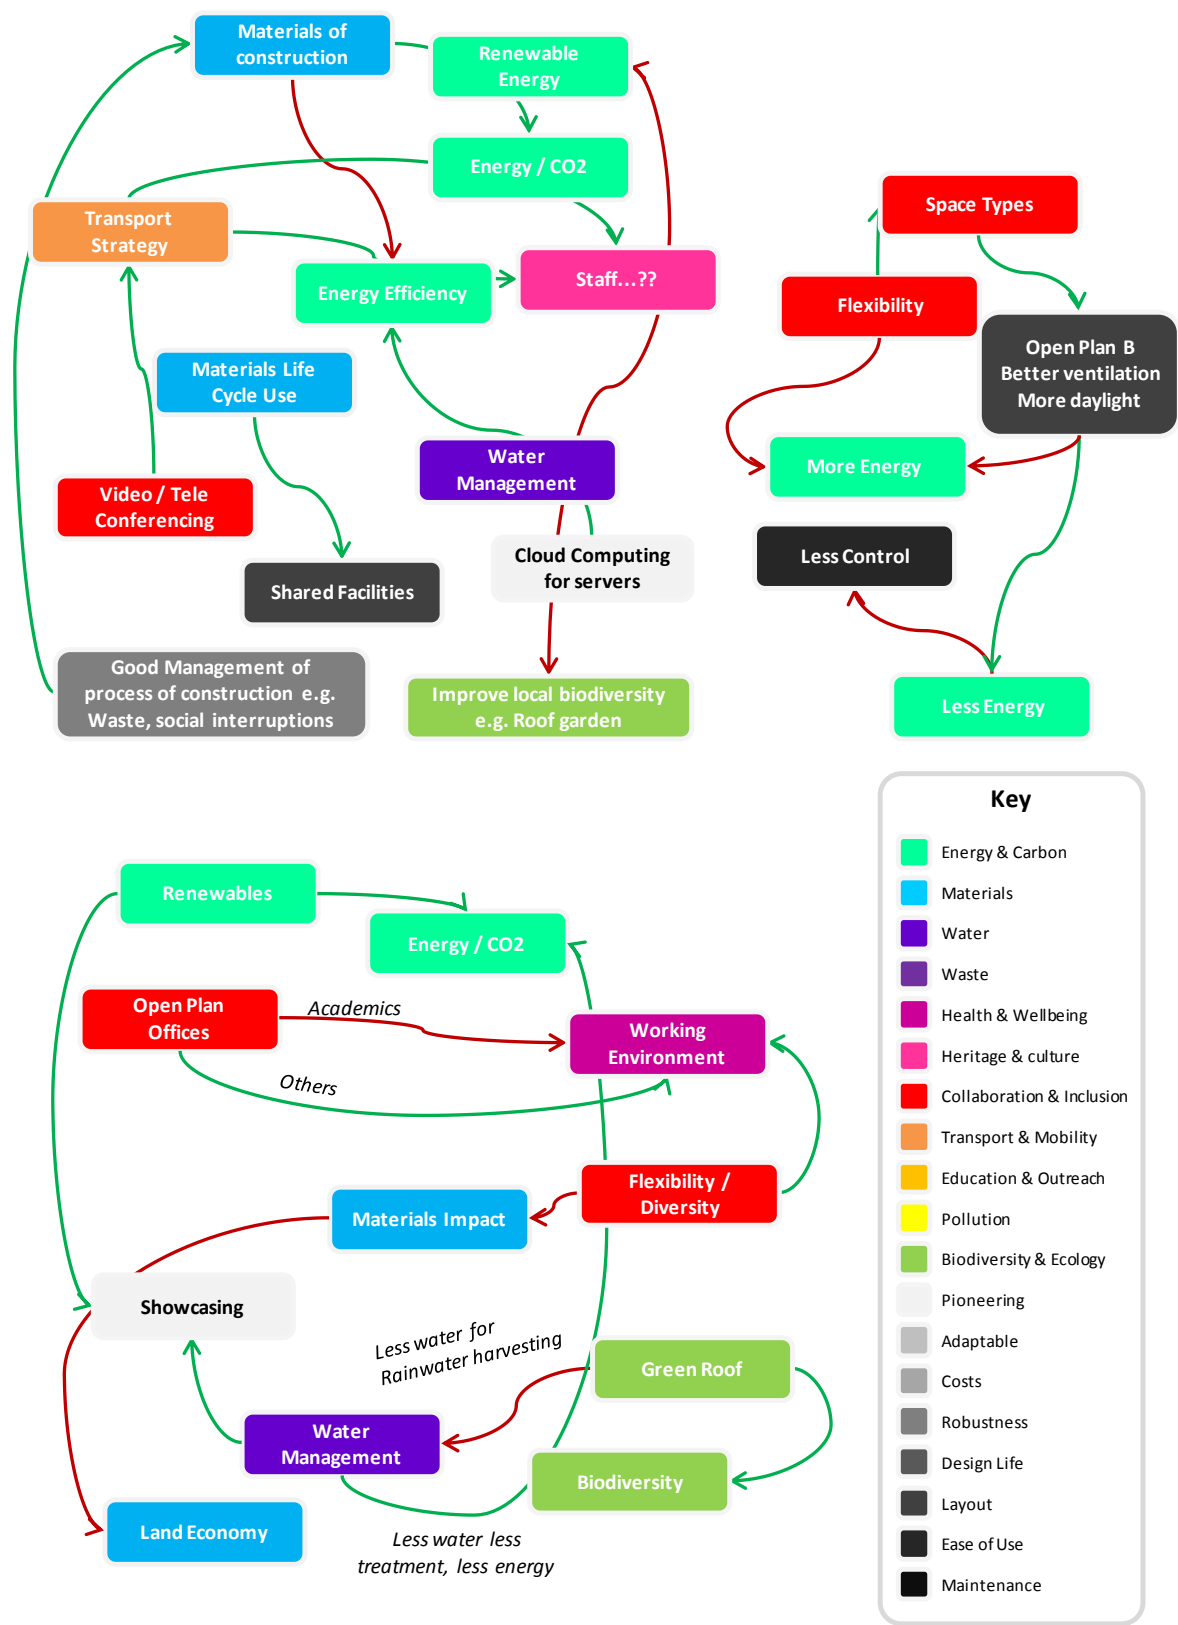 Materials of
construction
Renewable
Energy
Energy / CO2
Transport
Strategy
Energy Efficiency
Staff...??
Materials Life
Cycle Use
Water
Management
Video / Tele
Conferencing
Cloud Computing
for servers
Shared Facilities
Good Management of
process of construction e.g.
Waste, social interruptions
Improve local biodiversity
e.g. Roof garden
Space Types
Flexibility
Open Plan B
Better ventilation
More daylight
More Energy
Less Control
Less Energy
Renewables
Energy / CO2
Open Plan
Offices
Academics
Working
Environment
Others
Flexibility /
Diversity
Materials Impact
Showcasing
Less water for
Rainwater harvesting
Green Roof
Water
Management
Biodiversity
Land Economy
Less water less
treatment, less energy
Key
Energy & Carbon
Materials
Water
Waste
Health & Wellbeing
Heritage & culture
Collaboration & Inclusion
Transport & Mobility
Education & Outreach
Pollution
Biodiversity & Ecology
Pioneering
Adaptable
Costs
Robustness
Design Life
Layout
Ease of Use
Maintenance